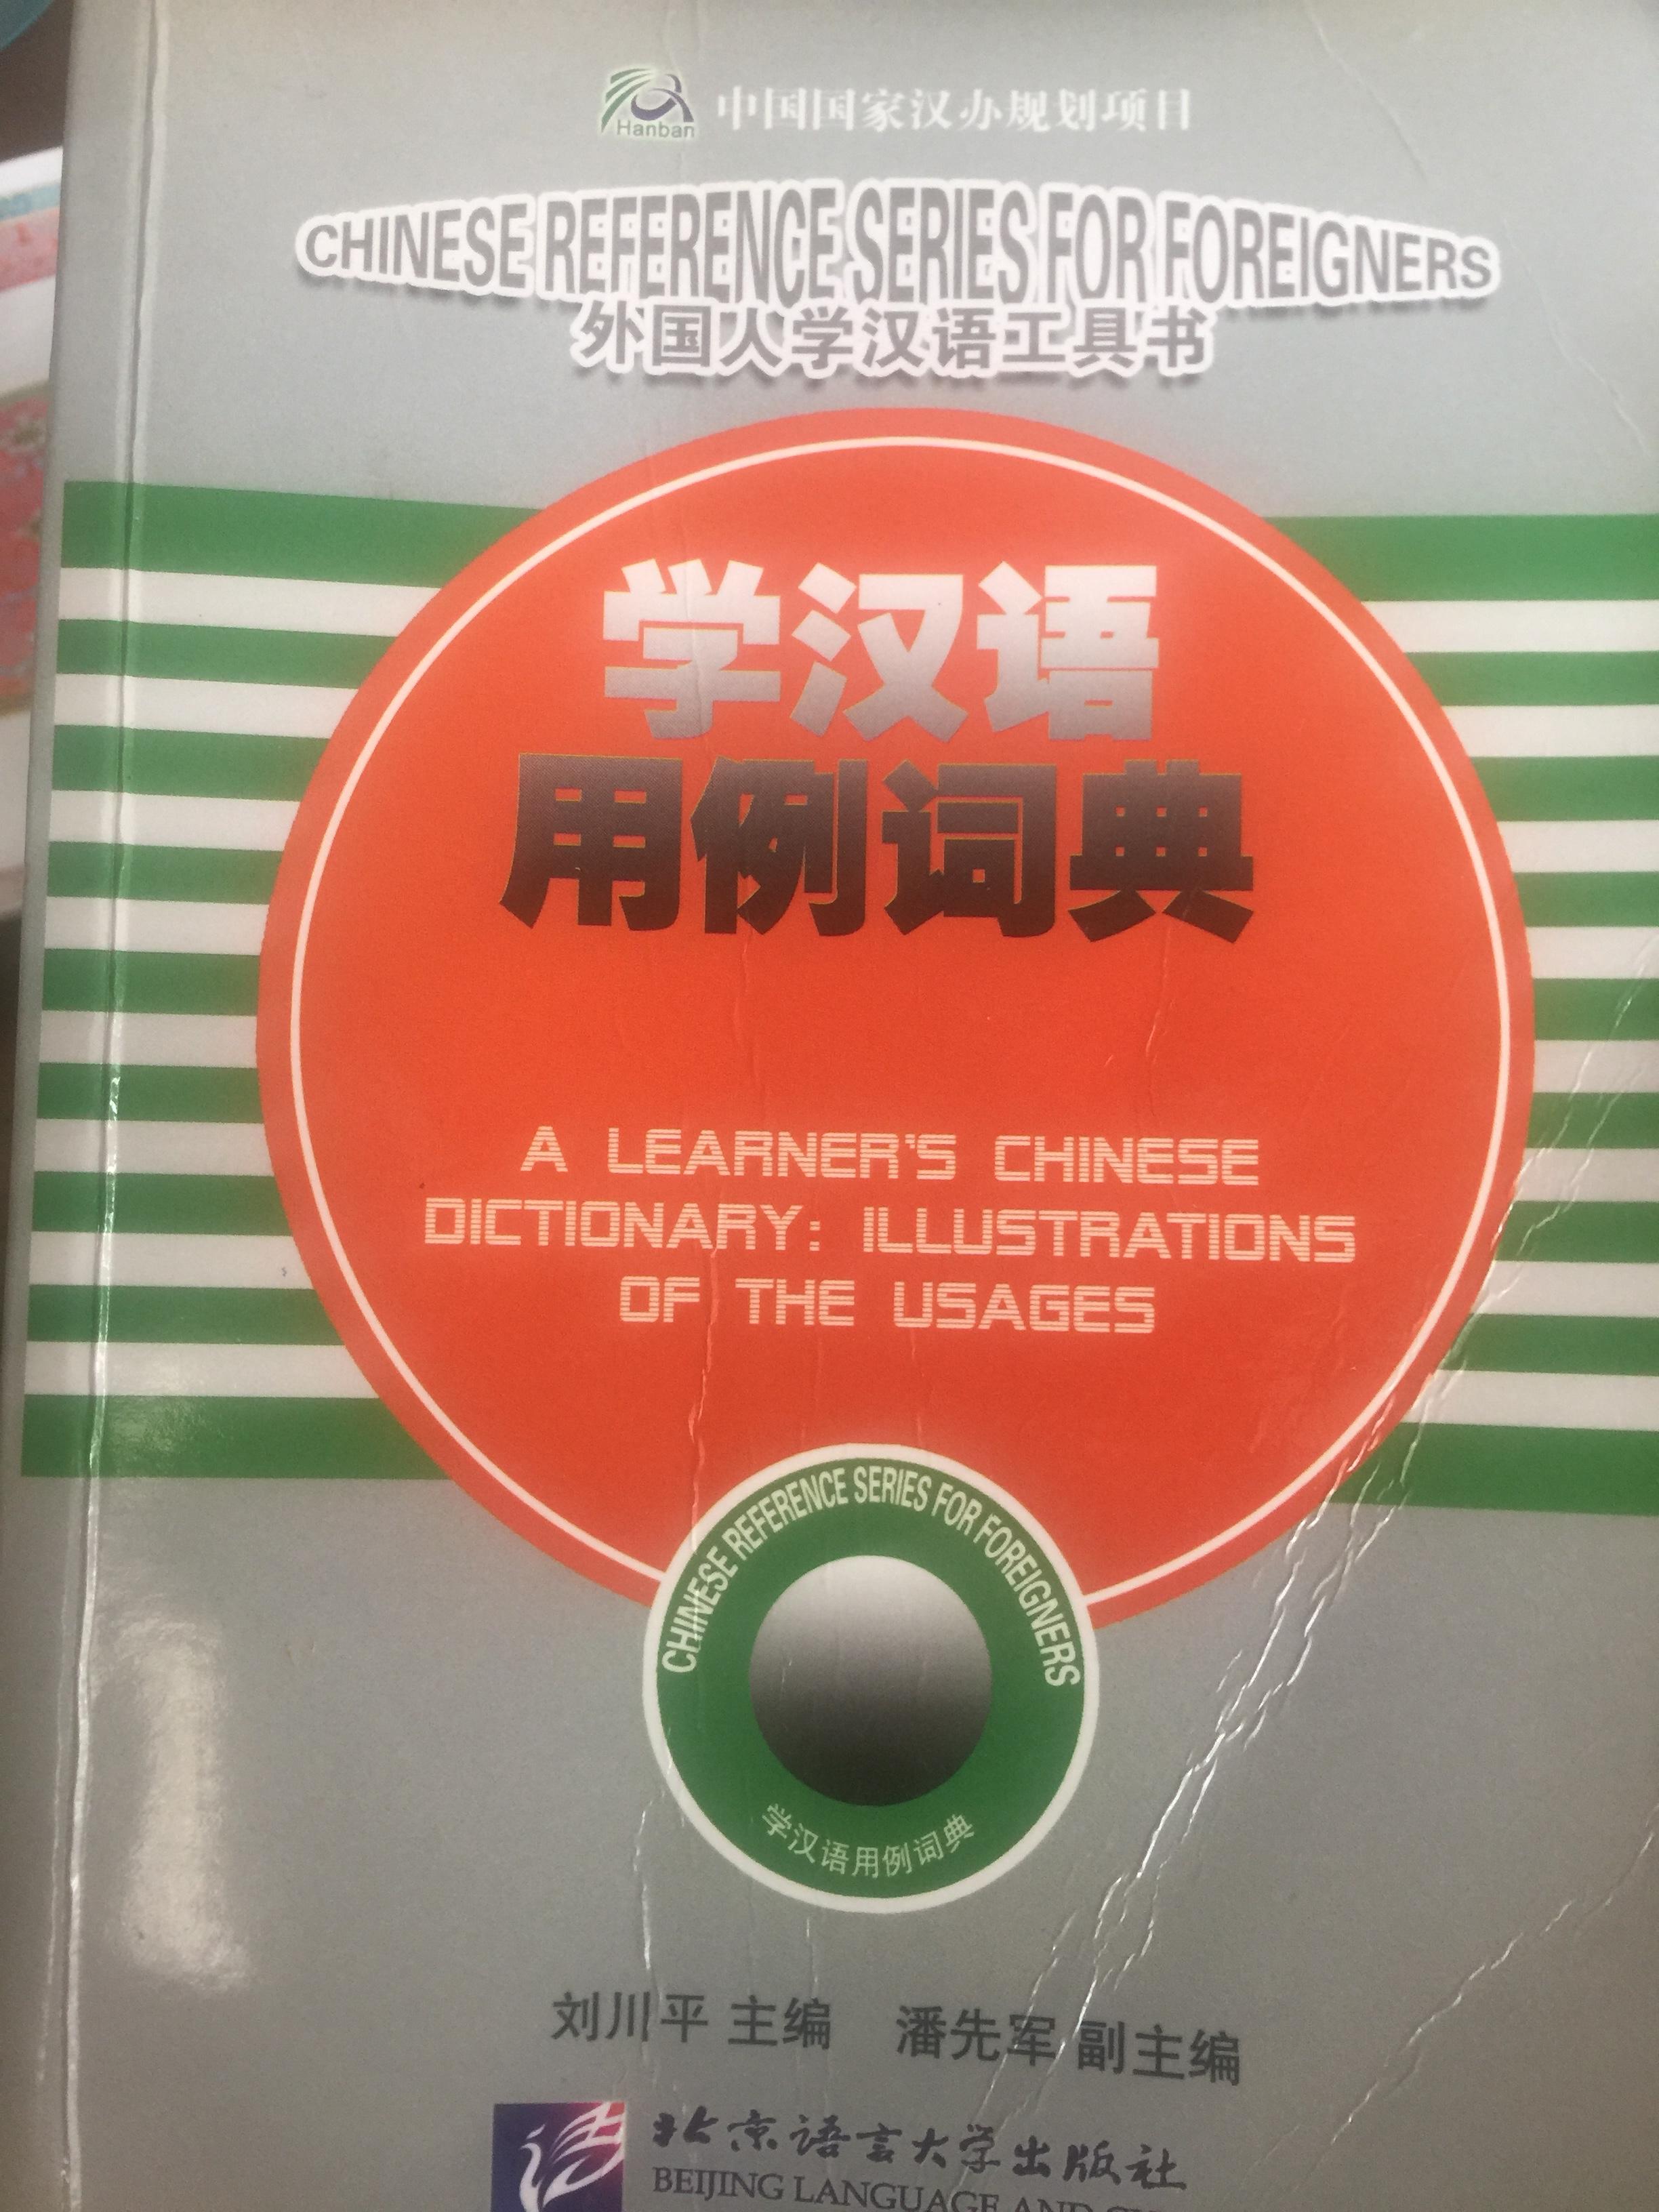 Hanban 中国国家汉办规划项目
CHINESE REFERENCE SERIES FOR FOREIGNERS
外国人学汉语工具书
学汉语
用例词典
A LEARNER'S CHINESE
DICTIONARY: ILLUSTRATIONS
OF THE USAGES
CHINESE REFERENCE SERIES FOR FOREIGNERS
学汉语用例词典
刘川平 主编 潘先军 副主编
北京语言大学出版社
BEIJING LANGUAGE AND